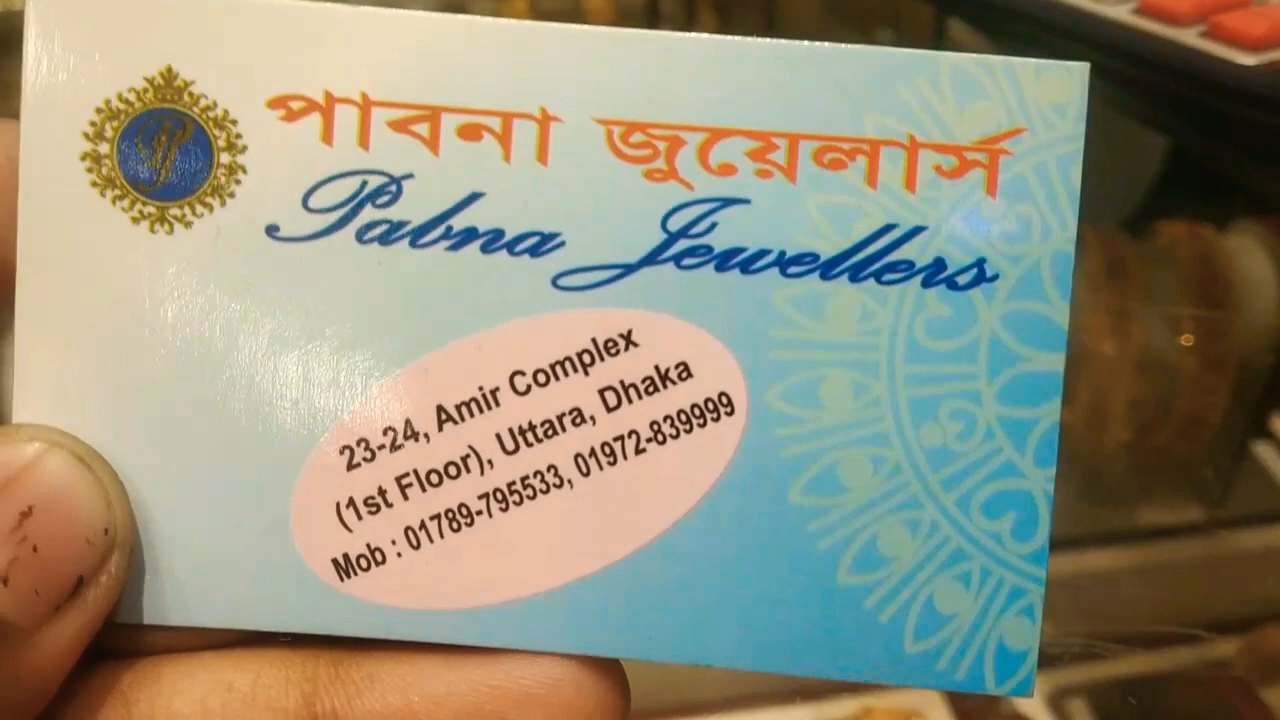 পাবনা জুয়েলার্স
Pabna Jewellers
23-24, Amir Complex
(1st Floor), Uttara, Dhaka
Mob : 01789-795533, 01972-839999